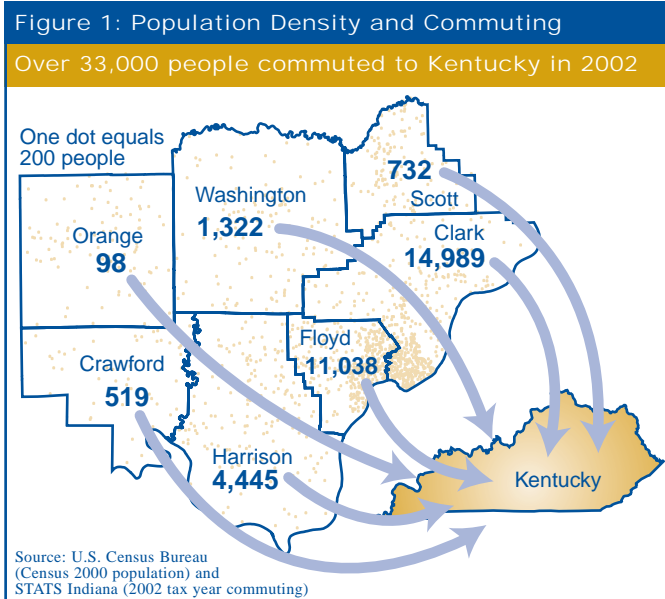 Figure 1: Population Density and Commuting
Over 33,000 people commuted to Kentucky in 2002
One dot equals
200 people
732
Scott
Washington
1,322
Orange
98
Clark
14,989
Floyd
11,038
Crawford
519
Harrison
4,445
Kentucky
Source: U.S. Census Bureau
(Census 2000 population) and
STATS Indiana (2002 tax year commuting)